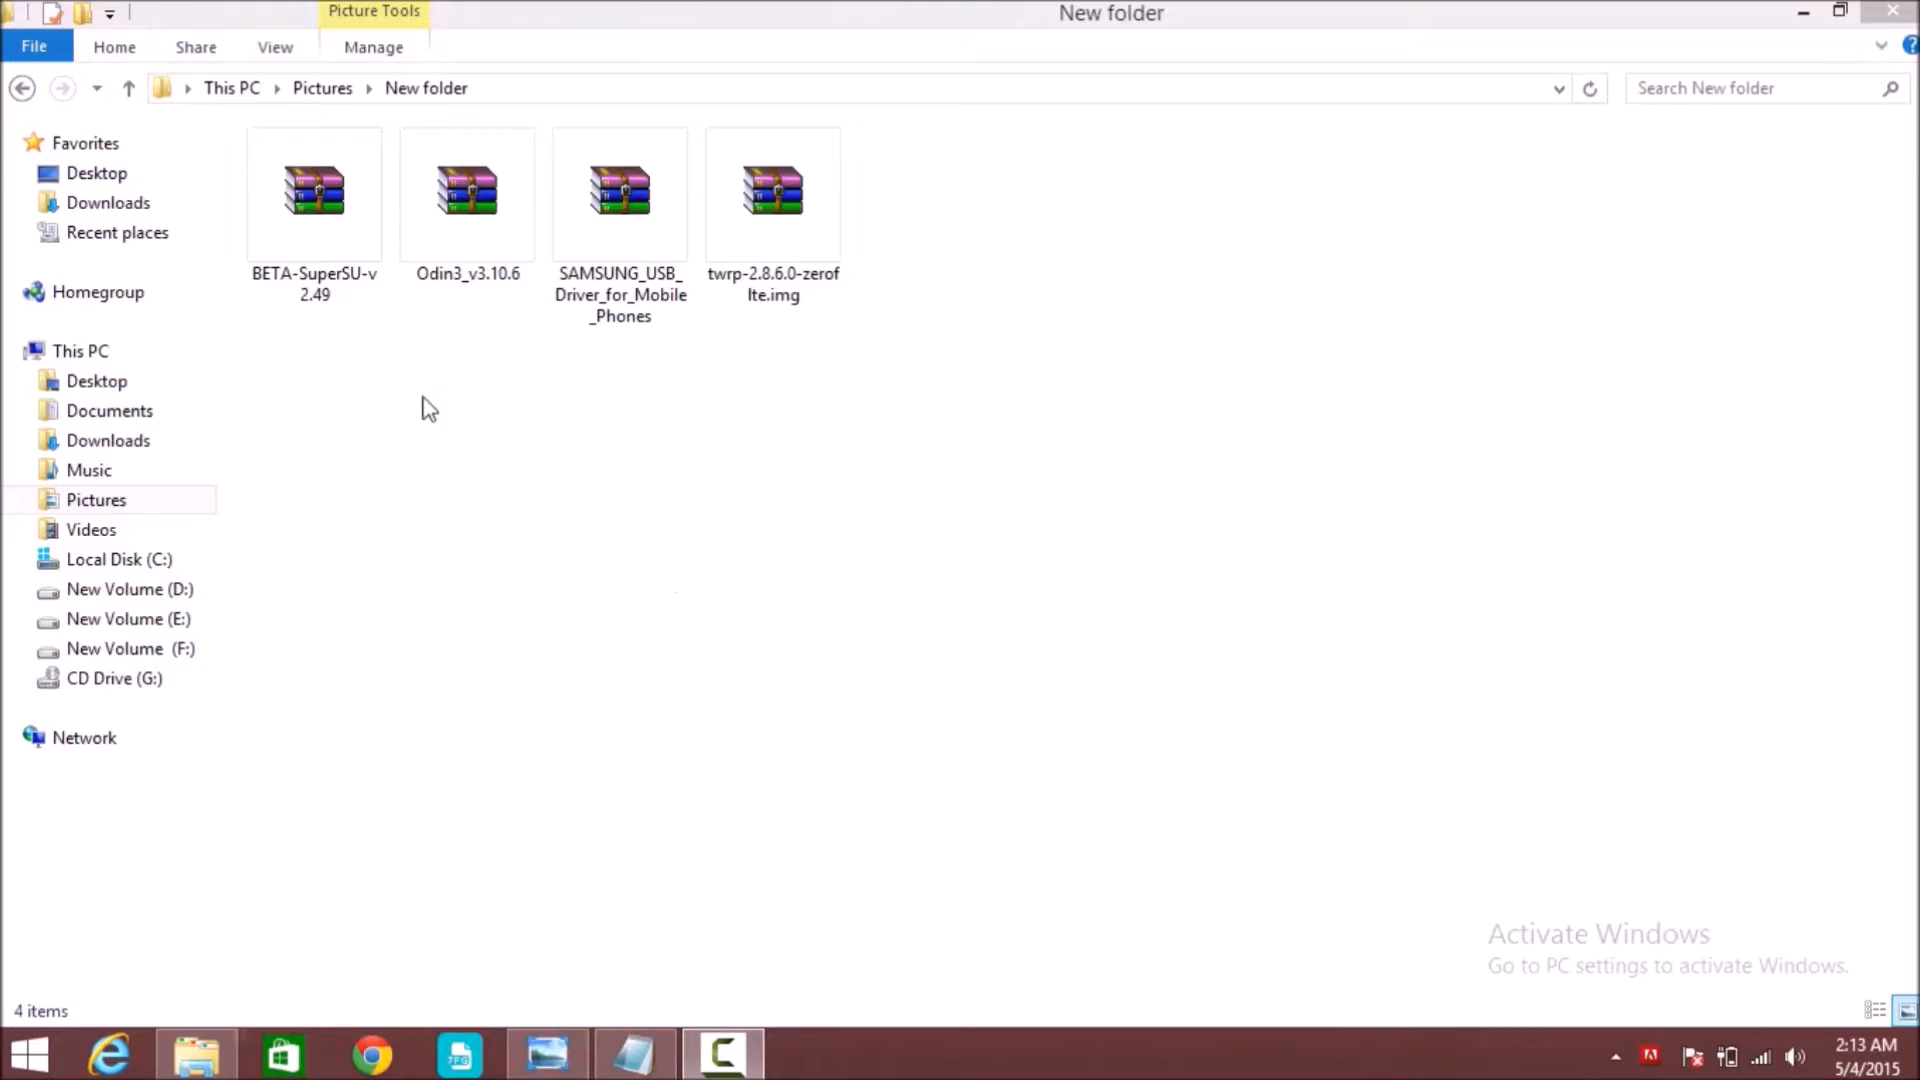 Picture Tools
New folder
File
Home
Share
View
Manage
This PC
Pictures
New folder
Search New folder
Favorites
Desktop
Downloads
Recent places
Homegroup
This PC
Desktop
Documents
Downloads
Music
Pictures
Videos
Local Disk (C:)
New Volume (D:)
New Volume (E:)
New Volume (F:)
CD Drive (G:)
Network
BETA-SuperSU-v
2.49
Odin3_v3.10.6
SAMSUNG_USB_
Driver_for_Mobile
_Phones
twrp-2.8.6.0-zerof
lte.img
Activate Windows
Go to PC settings to activate Windows.
4 items
7PG
2:13 AM
5/4/2015